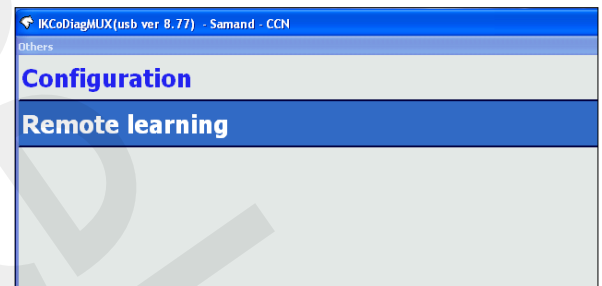 IKCoDiagMUX(usb ver 8.77) - Samand - CCN
Others
Configuration
Remote learning